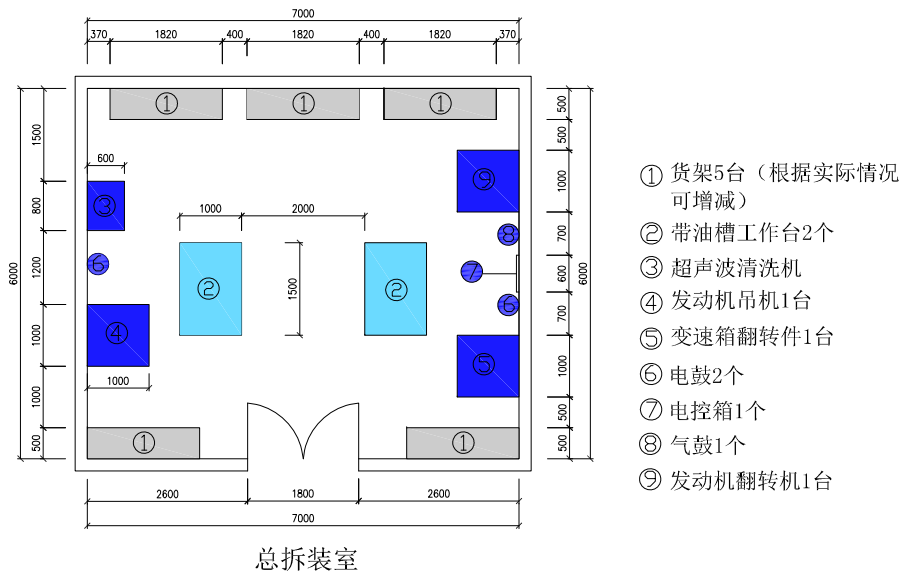 7000
370 1820 400 1820 400 1820 370
① ① ①
1500 500
500
600
⑨
1000
800 ③
1000 2000
⑧ 700
6000 1200 ⑥ ② 1500 ② ⑦ 600 6000
⑥ 700
1000 ④ ⑤ 1000
1000
1000 500
500 ① ① 500
2600 1800 2600
7000
总拆装室
① 货架5台（根据实际情况
可增减）
② 带油槽工作台2个
③ 超声波清洗机
④ 发动机吊机1台
⑤ 变速箱翻转件1台
⑥ 电鼓2个
⑦ 电控箱1个
⑧ 气鼓1个
⑨ 发动机翻转机1台